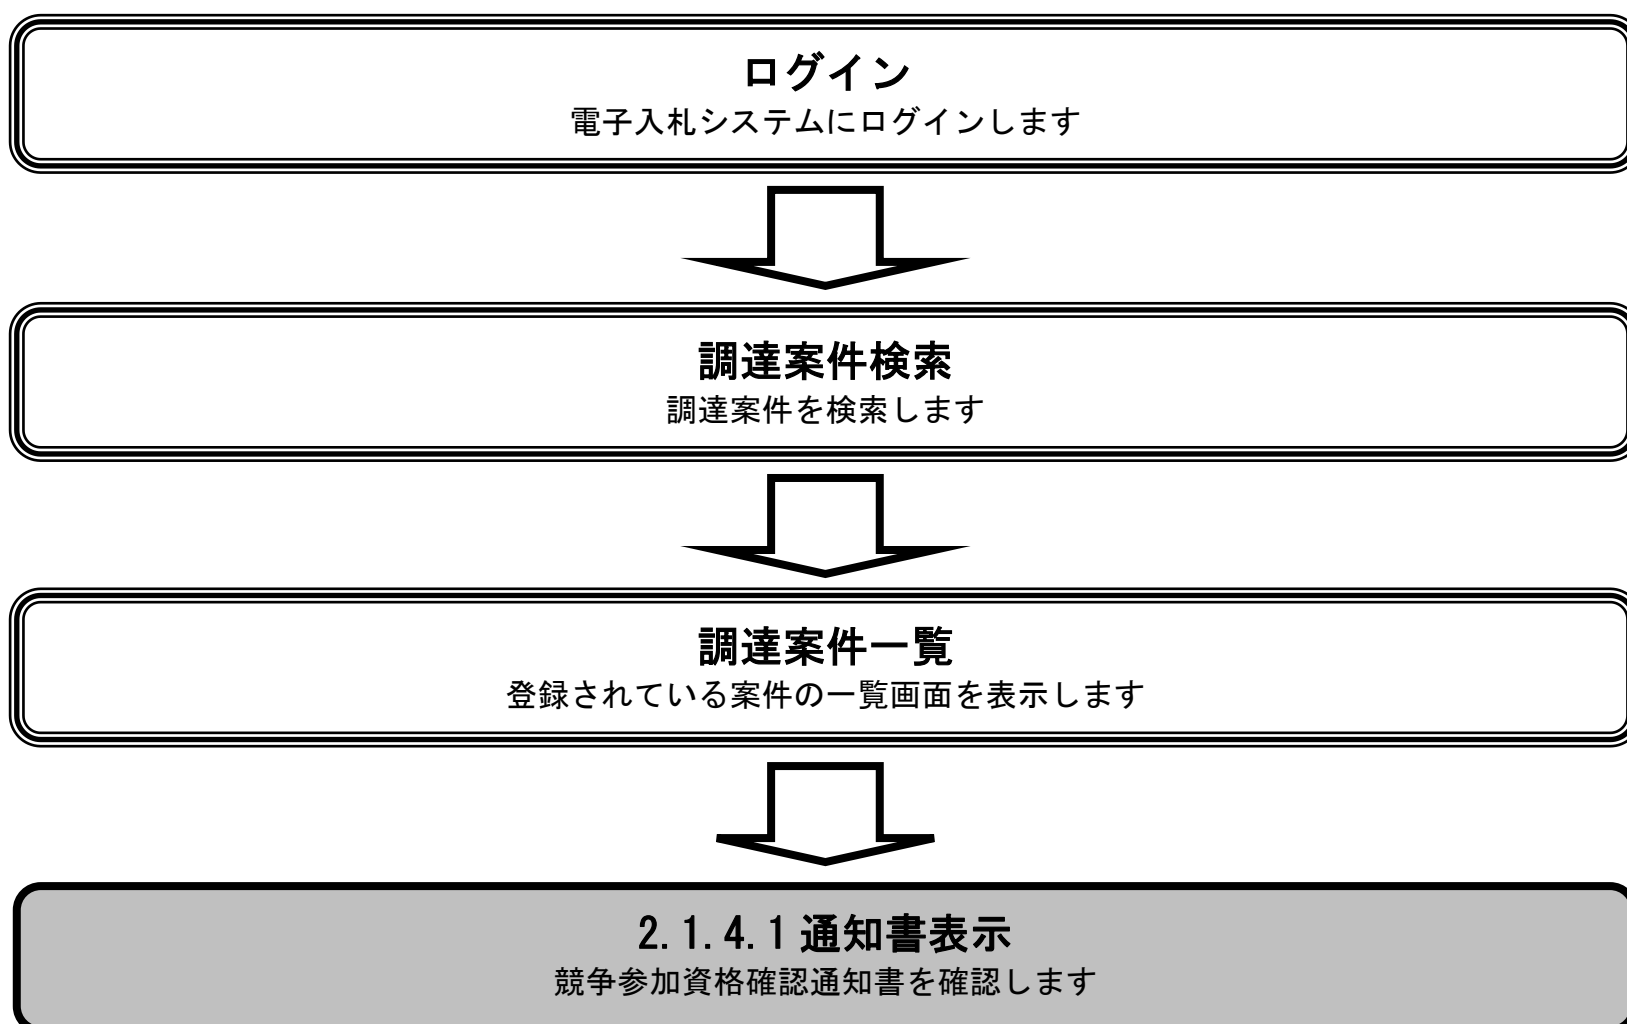 ログイン
電子入札システムにログインします
調達案件検索
調達案件を検索します
調達案件一覧
登録されている案件の一覧画面を表示します
2.1.4.1通知書表示
競争参加資格確認通知書を確認します